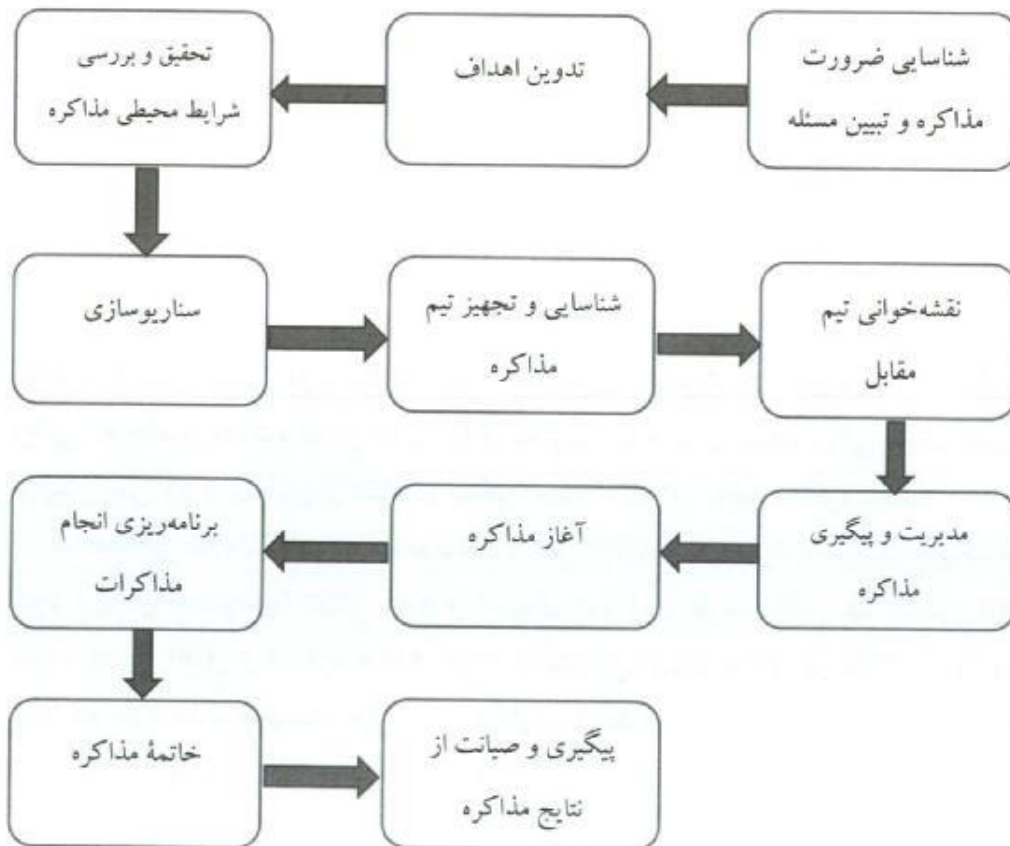 شناسایی ضرورت
مذاکره و تبیین مسئله
تدوین اهداف
تحقیق و بررسی
شرایط محیطی مذاکره
سناریوسازی
شناسایی و تجهیز تیم
مذاکره
نقشه‌خوانی تیم
مقابل
مدیریت و پیگیری
مذاکره
آغاز مذاکره
برنامه‌ریزی انجام
مذاکرات
خاتمهٔ مذاکره
پیگیری و صیانت از
نتایج مذاکره